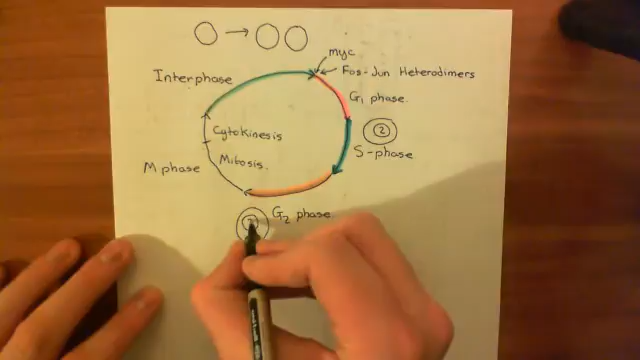 myc
Interphase
Fos-Jun Heterodimers
G₁ phase.
Cytokinesis
2
S-phase
Mitosis.
M phase
G₂ phase